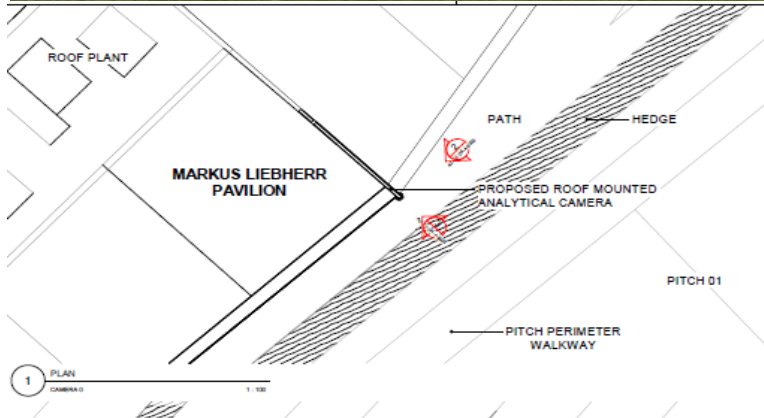 ROOF PLANT
PATH
HEDGE
MARKUS LIEBHERR
PAVILION
PROPOSED ROOF MOUNTED
ANALYTICAL CAMERA
2
PITCH 01
PITCH PERIMETER
WALKWAY
1
PLAN
1 : 100